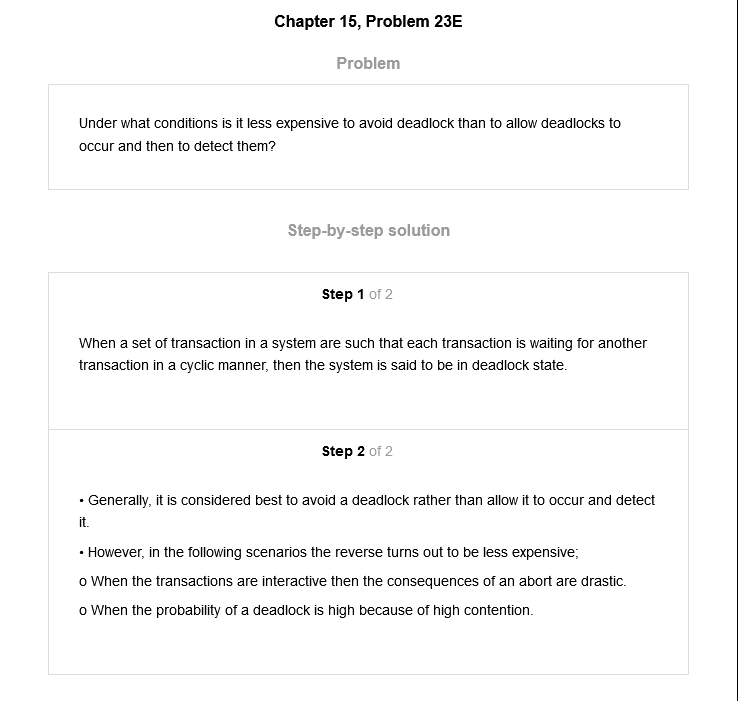 Chapter 15, Problem 23E
Problem
Under what conditions is it less expensive to avoid deadlock than to allow deadlocks to
occur and then to detect them?
Step-by-step solution
Step 1 of 2
When a set of transaction in a system are such that each transaction is waiting for another
transaction in a cyclic manner, then the system is said to be in deadlock state.
Step 2 of 2
• Generally, it is considered best to avoid a deadlock rather than allow it to occur and detect
it.
• However, in the following scenarios the reverse turns out to be less expensive;
o When the transactions are interactive then the consequences of an abort are drastic.
o When the probability of a deadlock is high because of high contention.